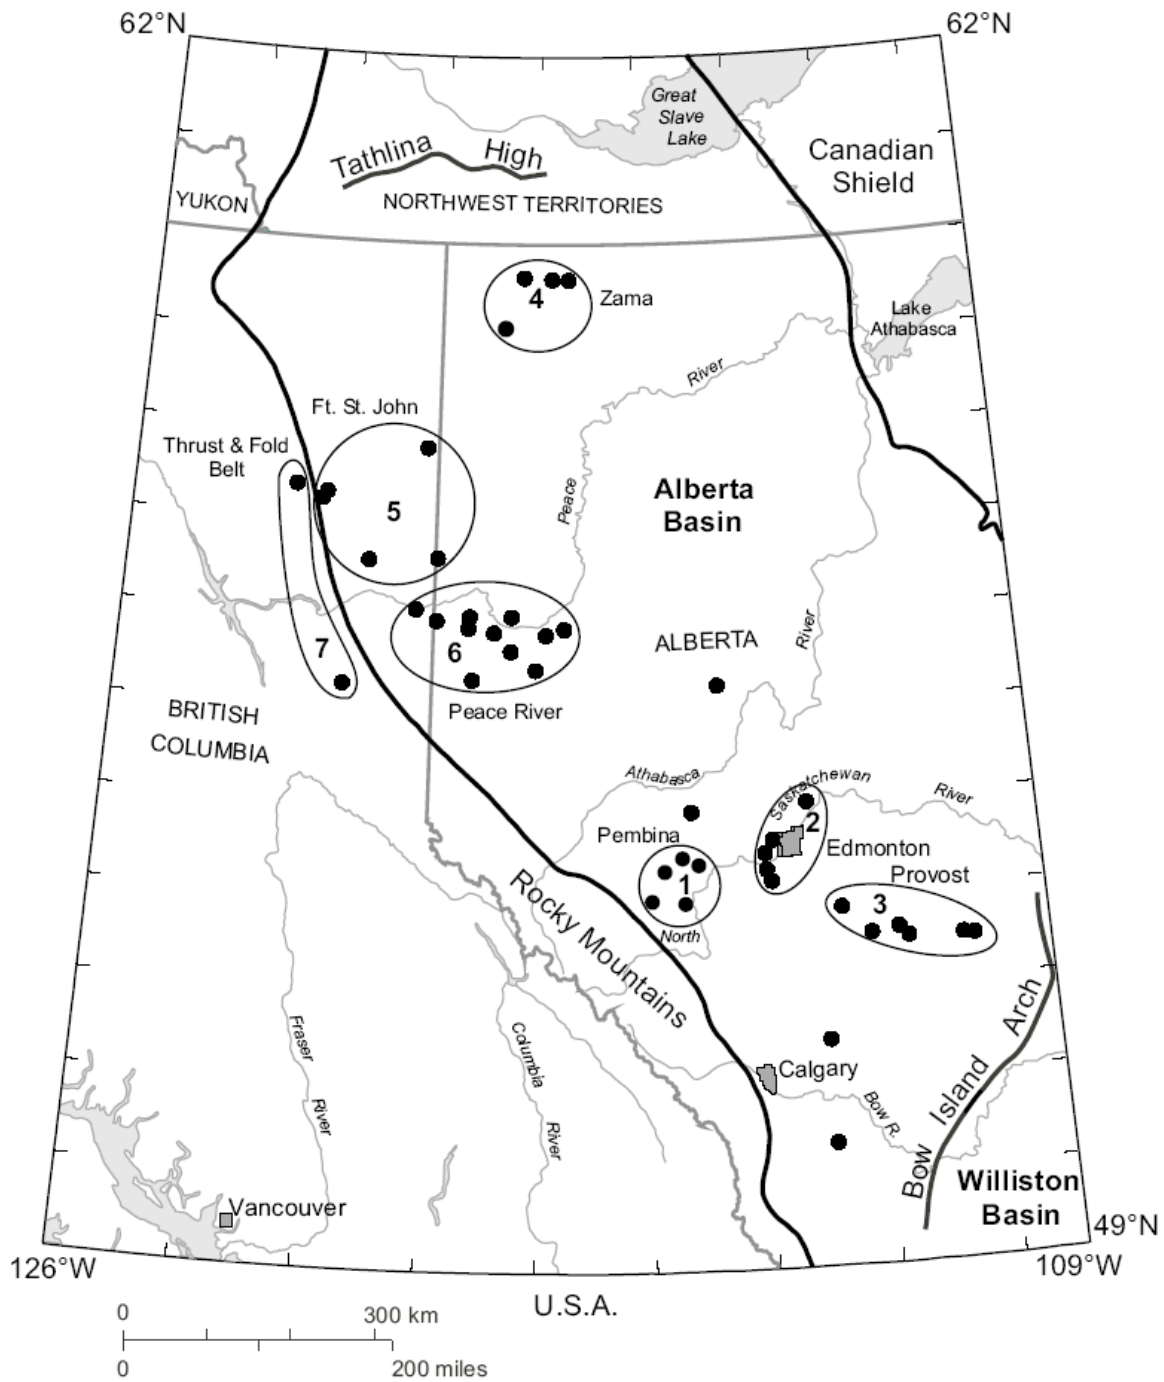 62°N
62°N
Great
Slave
Lake
Canadian
Shield
Tathlina High
YUKON
NORTHWEST TERRITORIES
4
Zama
Lake
Athabasca
River
Ft. St. John
Thrust & Fold
Belt
5
Peace
Alberta
Basin
7
6
River
ALBERTA
Peace River
BRITISH
COLUMBIA
Athabasca
Saskatchewan
River
Pembina
2
Edmonton
1
Provost
3
North
Rocky Mountains
Fraser
River
Columbia
River
Calgary
Bow R.
Bow Island Arch
Vancouver
Williston
Basin
49°N
126°W
109°W
U.S.A.
0 300 km
0 200 miles